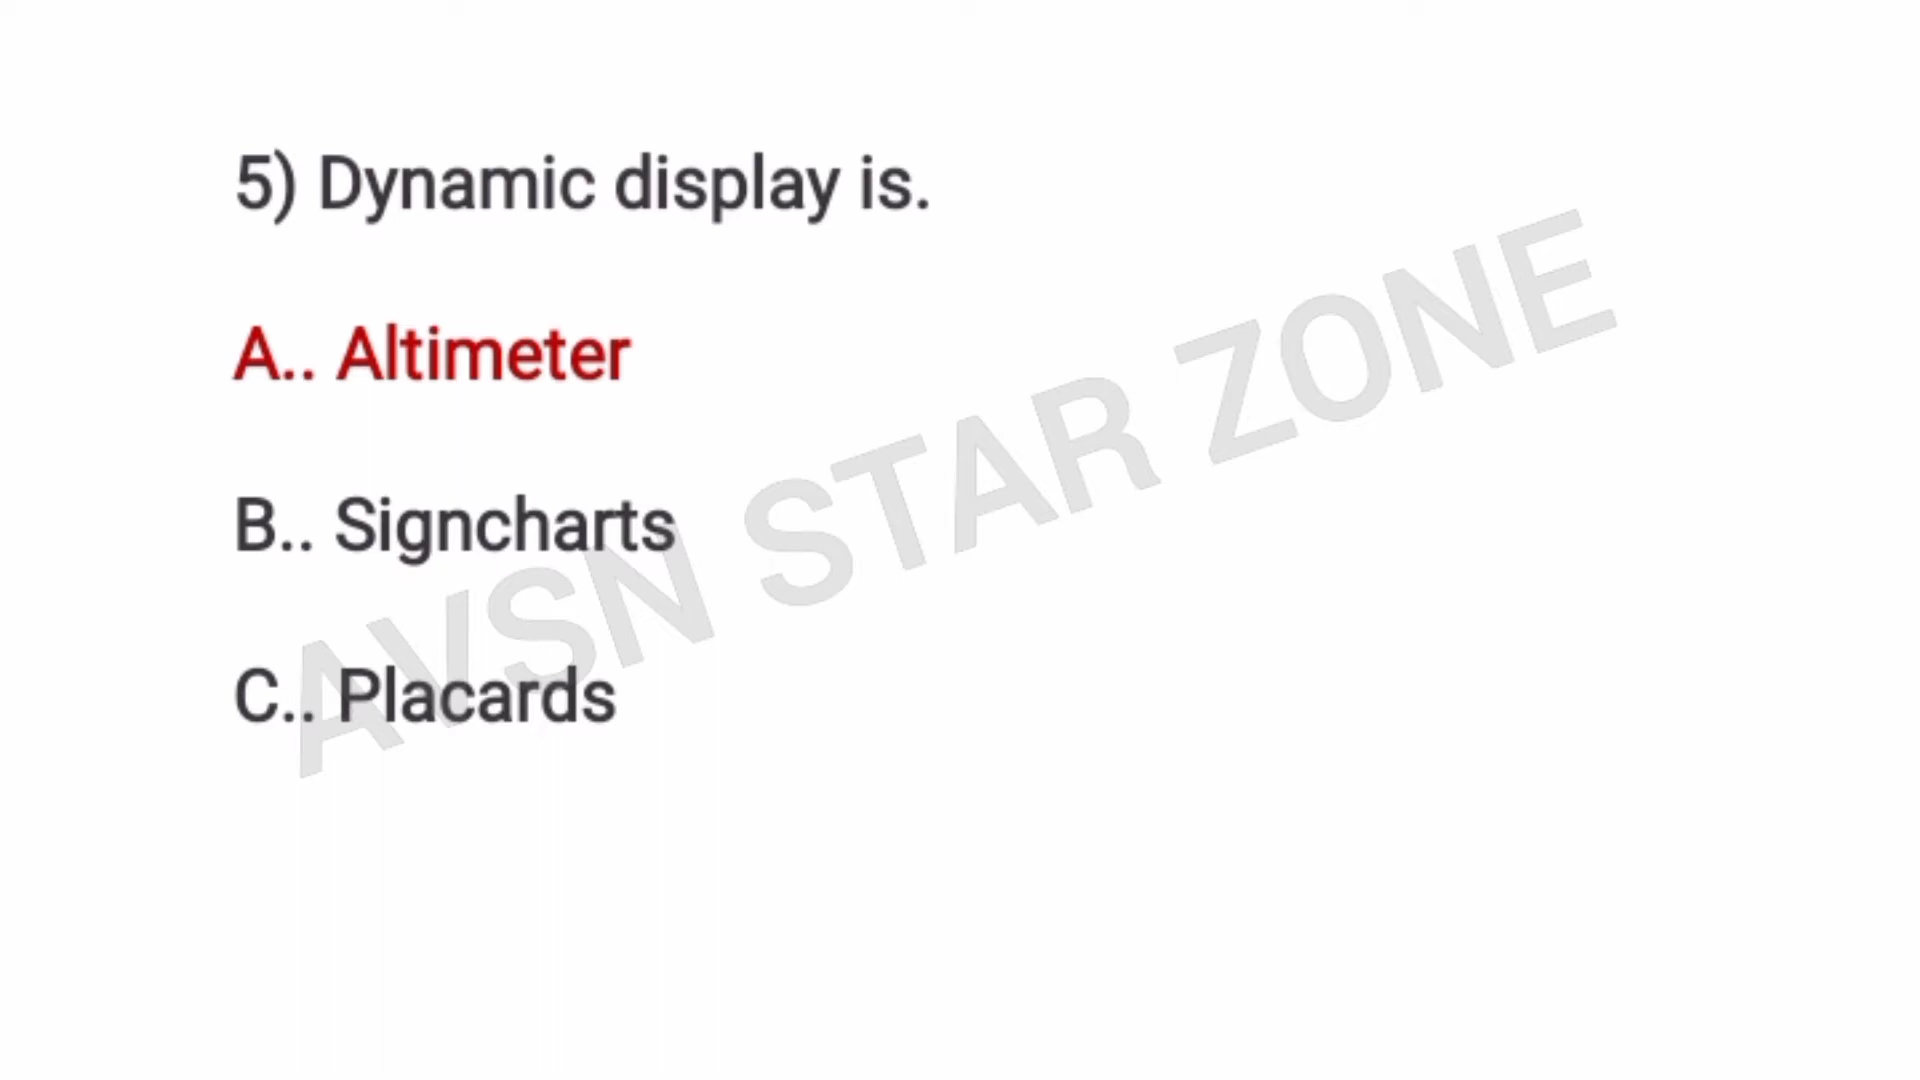 5) Dynamic display is.
A.. Altimeter
B.. Signcharts
C.. Placards
AVSN STAR ZONE